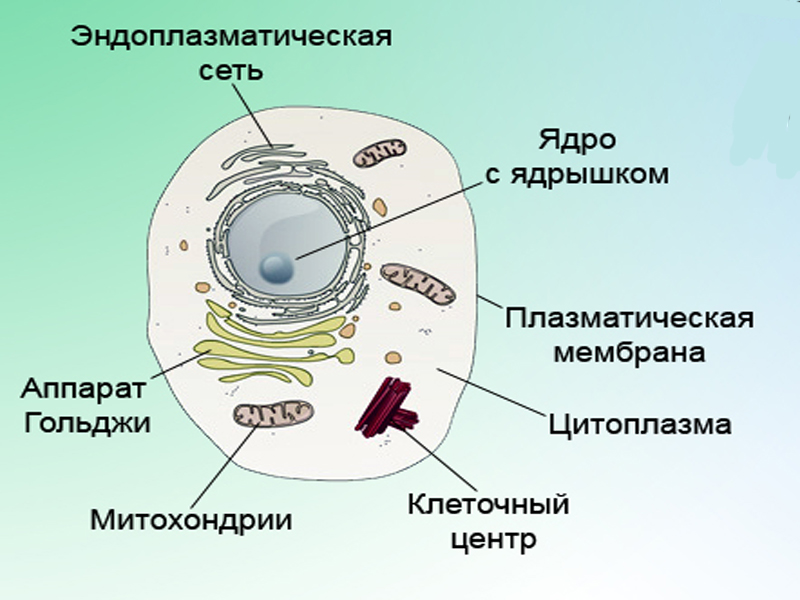 Эндоплазматическая
сеть
Ядро
с ядрышком
Плазматическая
мембрана
Аппарат
Гольджи
Цитоплазма
Митохондрии
Клеточный
центр